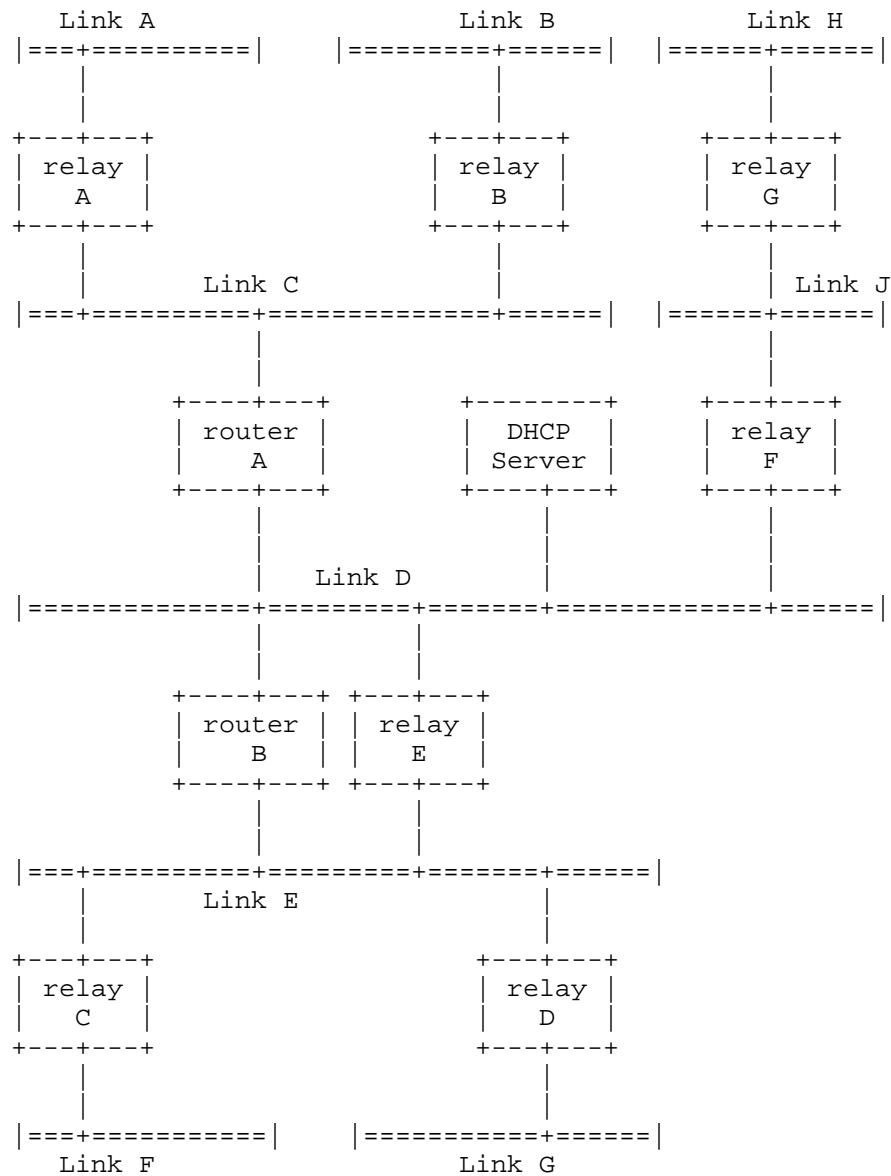 Link A Link B Link H
relay relay relay
A B G
Link C Link J
router DHCP relay
A Server F
Link D
router relay
B E
Link E
relay relay
C D
Link F Link G